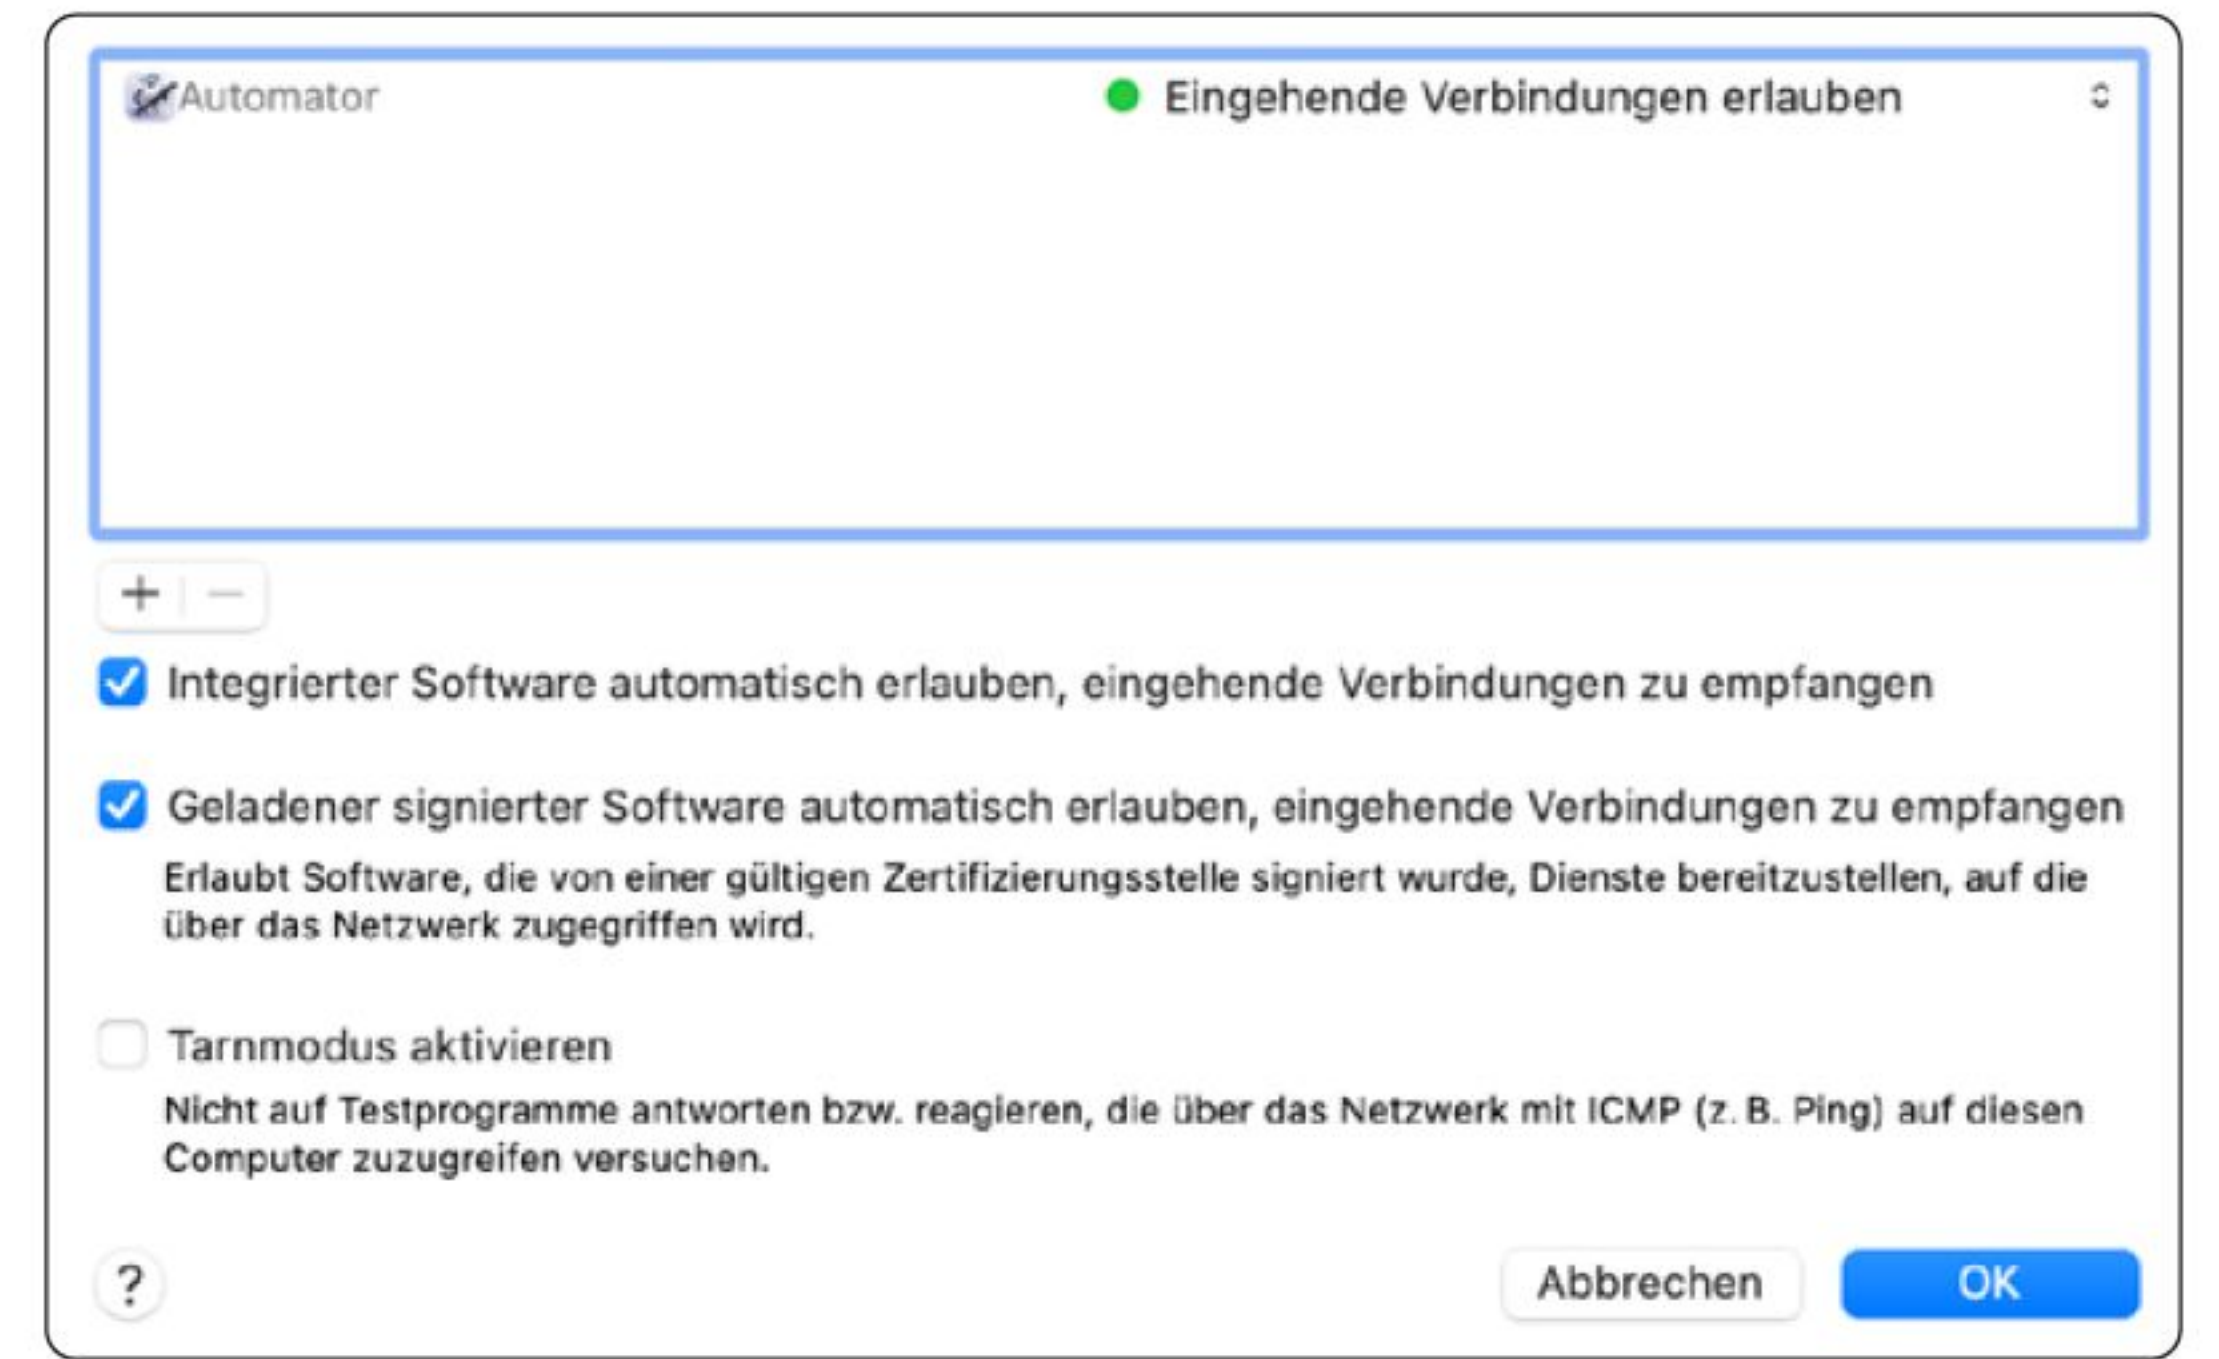 Automator
Eingehende Verbindungen erlauben
Integrierter Software automatisch erlauben, eingehende Verbindungen zu empfangen
Geladener signierter Software automatisch erlauben, eingehende Verbindungen zu empfangen
Erlaubt Software, die von einer gültigen Zertifizierungsstelle signiert wurde, Dienste bereitzustellen, auf die
über das Netzwerk zugegriffen wird.
Tarnmodus aktivieren
Nicht auf Testprogramme antworten bzw. reagieren, die über das Netzwerk mit ICMP (z. B. Ping) auf diesen
Computer zuzugreifen versuchen.
?
Abbrechen
OK